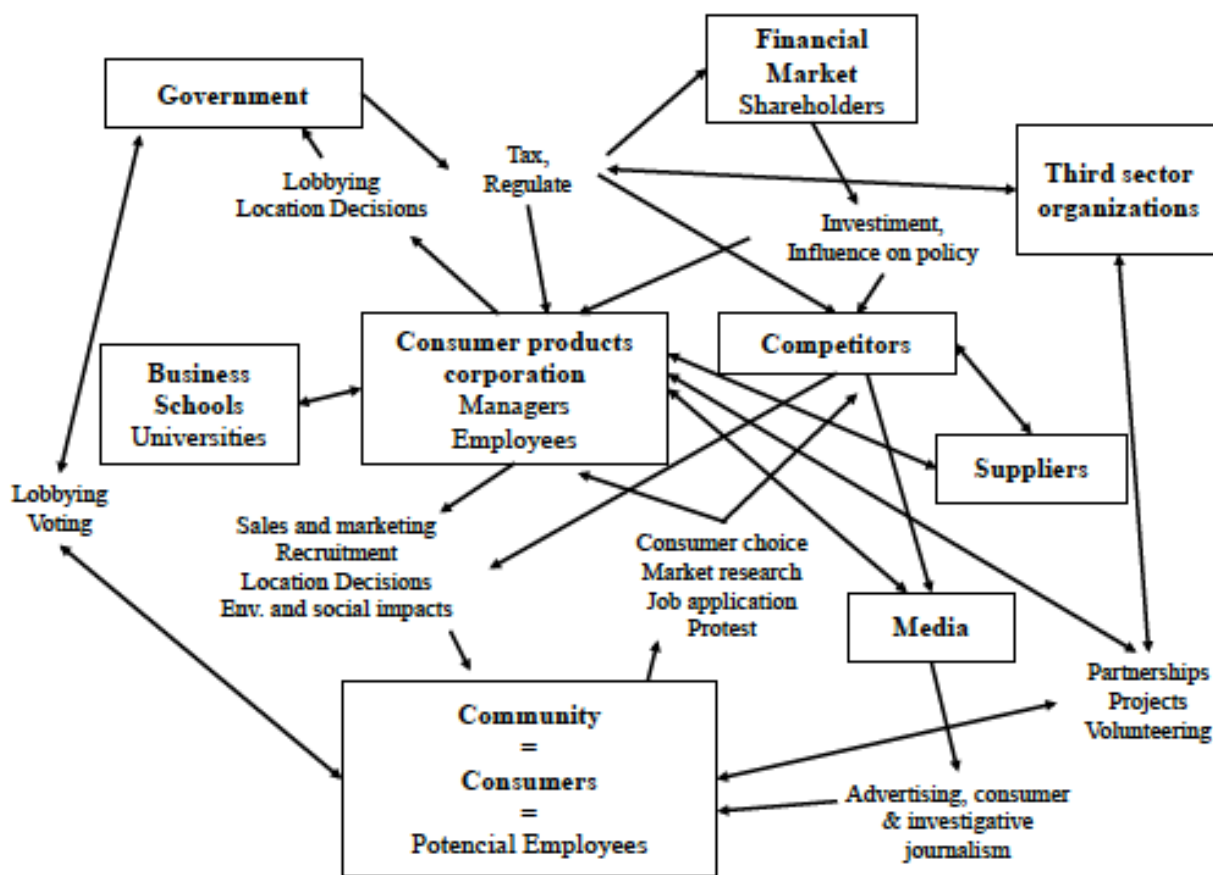 Financial
Market
Shareholders
Government
Tax,
Regulate
Third sector
organizations
Lobbying
Location Decisions
Investiment,
Influence on policy
Consumer products
corporation
Managers
Employees
Competitors
Business
Schools
Universities
Suppliers
Lobbying
Voting
Sales and marketing
Recruitment
Location Decisions
Env. and social impacts
Consumer choice
Market research
Job application
Protest
Media
Partnerships
Projects
Volunteering
Community
=
Consumers
=
Potencial Employees
Advertising, consumer
& investigative
journalism